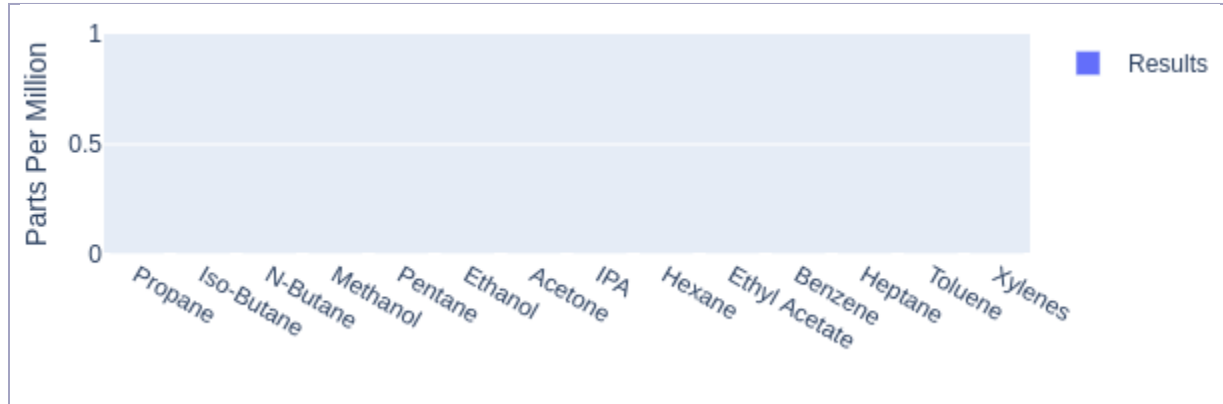 Parts Per Million
1
0.5
0
Propane
Iso-Butane
N-Butane
Methanol
Pentane
Ethanol
Acetone
IPA
Hexane
Ethyl Acetate
Benzene
Heptane
Toluene
Xylenes
Results